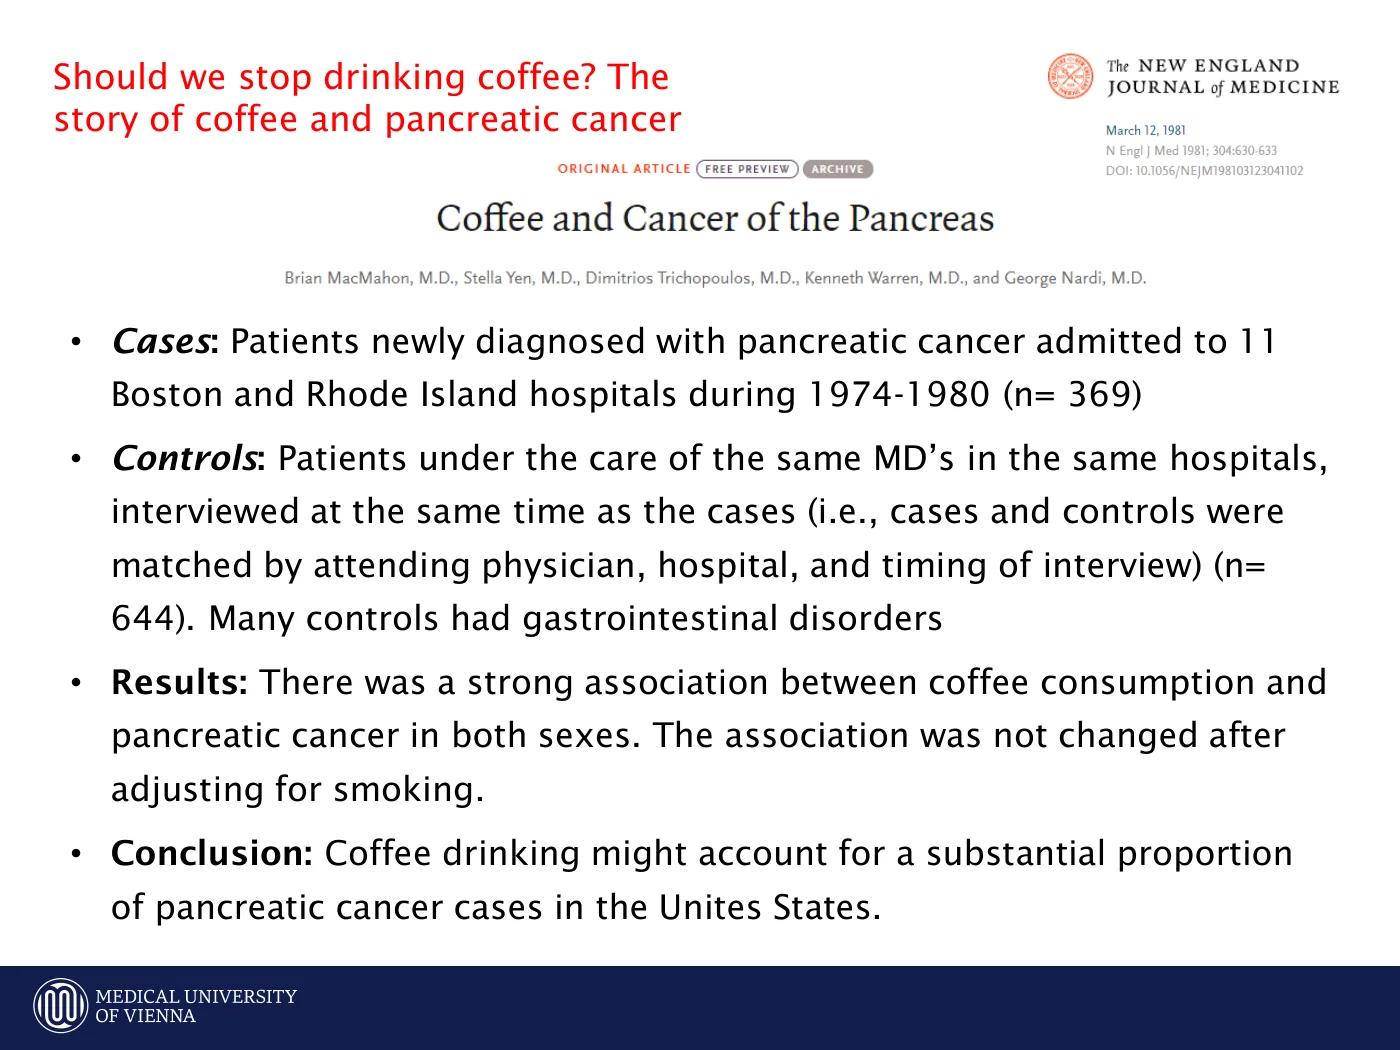 Should we stop drinking coffee? The
story of coffee and pancreatic cancer
The NEW ENGLAND
JOURNAL of MEDICINE
March 12, 1981
N Engl J Med 1981; 304:630-633
DOI: 10.1056/NEJM198103123041102
ORIGINAL ARTICLE FREE PREVIEW ARCHIVE
Coffee and Cancer of the Pancreas
Brian MacMahon, M.D., Stella Yen, M.D., Dimitrios Trichopoulos, M.D., Kenneth Warren, M.D., and George Nardi, M.D.
• Cases: Patients newly diagnosed with pancreatic cancer admitted to 11
Boston and Rhode Island hospitals during 1974-1980 (n= 369)
• Controls: Patients under the care of the same MD’s in the same hospitals,
interviewed at the same time as the cases (i.e., cases and controls were
matched by attending physician, hospital, and timing of interview) (n=
644). Many controls had gastrointestinal disorders
• Results: There was a strong association between coffee consumption and
pancreatic cancer in both sexes. The association was not changed after
adjusting for smoking.
• Conclusion: Coffee drinking might account for a substantial proportion
of pancreatic cancer cases in the Unites States.
MEDICAL UNIVERSITY
OF VIENNA